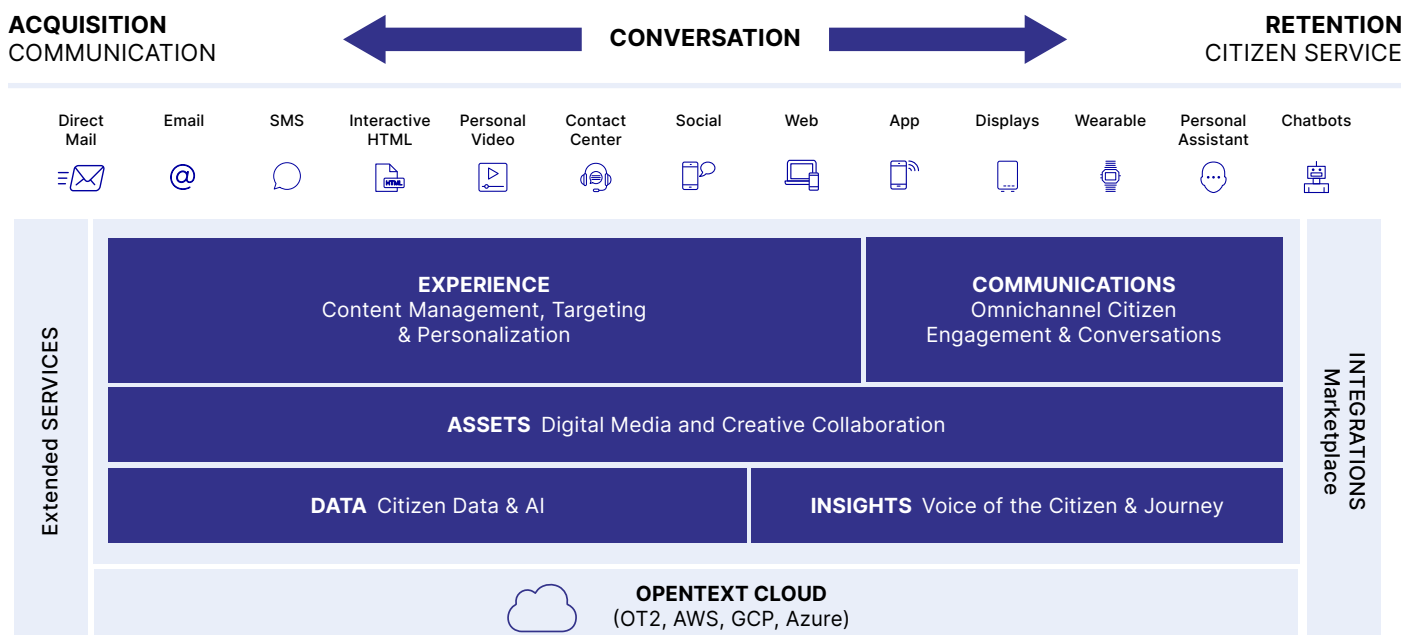 ACQUISITION
COMMUNICATION
CONVERSATION
RETENTION
CITIZEN SERVICE
Direct
Mail
Email
SMS
Interactive
HTML
Personal
Video
Contact
Center
Social
Web
App
Displays
Wearable
Personal
Assistant
Chatbots
@
HTML
Extended SERVICES
EXPERIENCE
Content Management, Targeting
& Personalization
COMMUNICATIONS
Omnichannel Citizen
Engagement & Conversations
ASSETS Digital Media and Creative Collaboration
DATA Citizen Data & AI
INSIGHTS Voice of the Citizen & Journey
INTEGRATIONS
Marketplace
OPENTEXT CLOUD
(OT2, AWS, GCP, Azure)